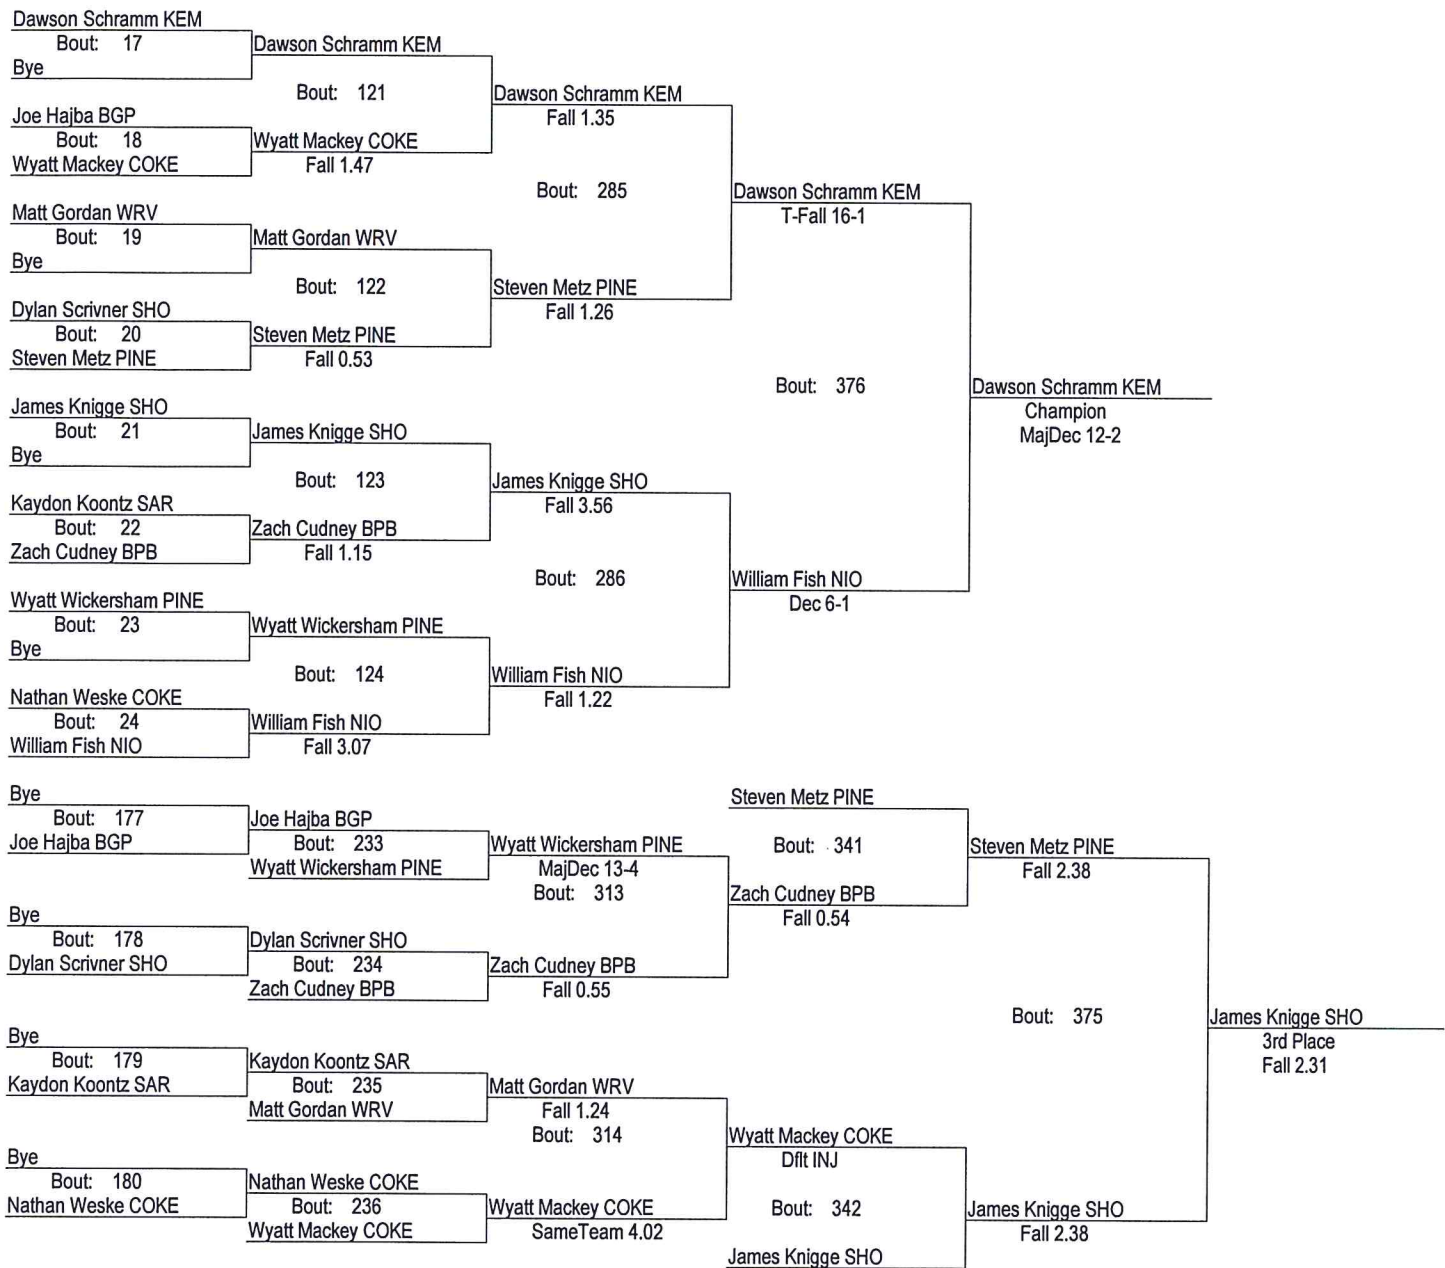 Dawson Schramm KEM
Bout: 17
Bye
Dawson Schramm KEM
Bout: 121
Joe Hajba BGP
Bout: 18
Wyatt Mackey COKE
Wyatt Mackey COKE
Fall 1.47
Dawson Schramm KEM
Fall 1.35
Bout: 285
Matt Gordan WRV
Bout: 19
Bye
Matt Gordan WRV
Bout: 122
Dylan Scrivner SHO
Bout: 20
Steven Metz PINE
Steven Metz PINE
Fall 0.53
Steven Metz PINE
Fall 1.26
Dawson Schramm KEM
T-Fall 16-1
Bout: 376
James Knigge SHO
Bout: 21
Bye
James Knigge SHO
Bout: 123
Kaydon Koontz SAR
Bout: 22
Zach Cudney BPB
Zach Cudney BPB
Fall 1.15
James Knigge SHO
Fall 3.56
Bout: 286
Wyatt Wickersham PINE
Bout: 23
Bye
Wyatt Wickersham PINE
Bout: 124
Nathan Weske COKE
Bout: 24
William Fish NIO
William Fish NIO
Fall 3.07
William Fish NIO
Fall 1.22
William Fish NIO
Dec 6-1
Dawson Schramm KEM
Champion
MajDec 12-2
Bye
Bout: 177
Joe Hajba BGP
Joe Hajba BGP
Bout: 233
Wyatt Wickersham PINE
Wyatt Wickersham PINE
MajDec 13-4
Bout: 313
Bye
Bout: 178
Dylan Scrivner SHO
Dylan Scrivner SHO
Bout: 234
Zach Cudney BPB
Zach Cudney BPB
Fall 0.55
Steven Metz PINE
Bout: 341
Zach Cudney BPB
Fall 0.54
Steven Metz PINE
Fall 2.38
Bout: 375
Bye
Bout: 179
Kaydon Koontz SAR
Kaydon Koontz SAR
Bout: 235
Matt Gordan WRV
Matt Gordan WRV
Fall 1.24
Bout: 314
Bye
Bout: 180
Nathan Weske COKE
Nathan Weske COKE
Bout: 236
Wyatt Mackey COKE
Wyatt Mackey COKE
SameTeam 4.02
Wyatt Mackey COKE
Dflt INJ
Bout: 342
James Knigge SHO
James Knigge SHO
Fall 2.38
James Knigge SHO
3rd Place
Fall 2.31